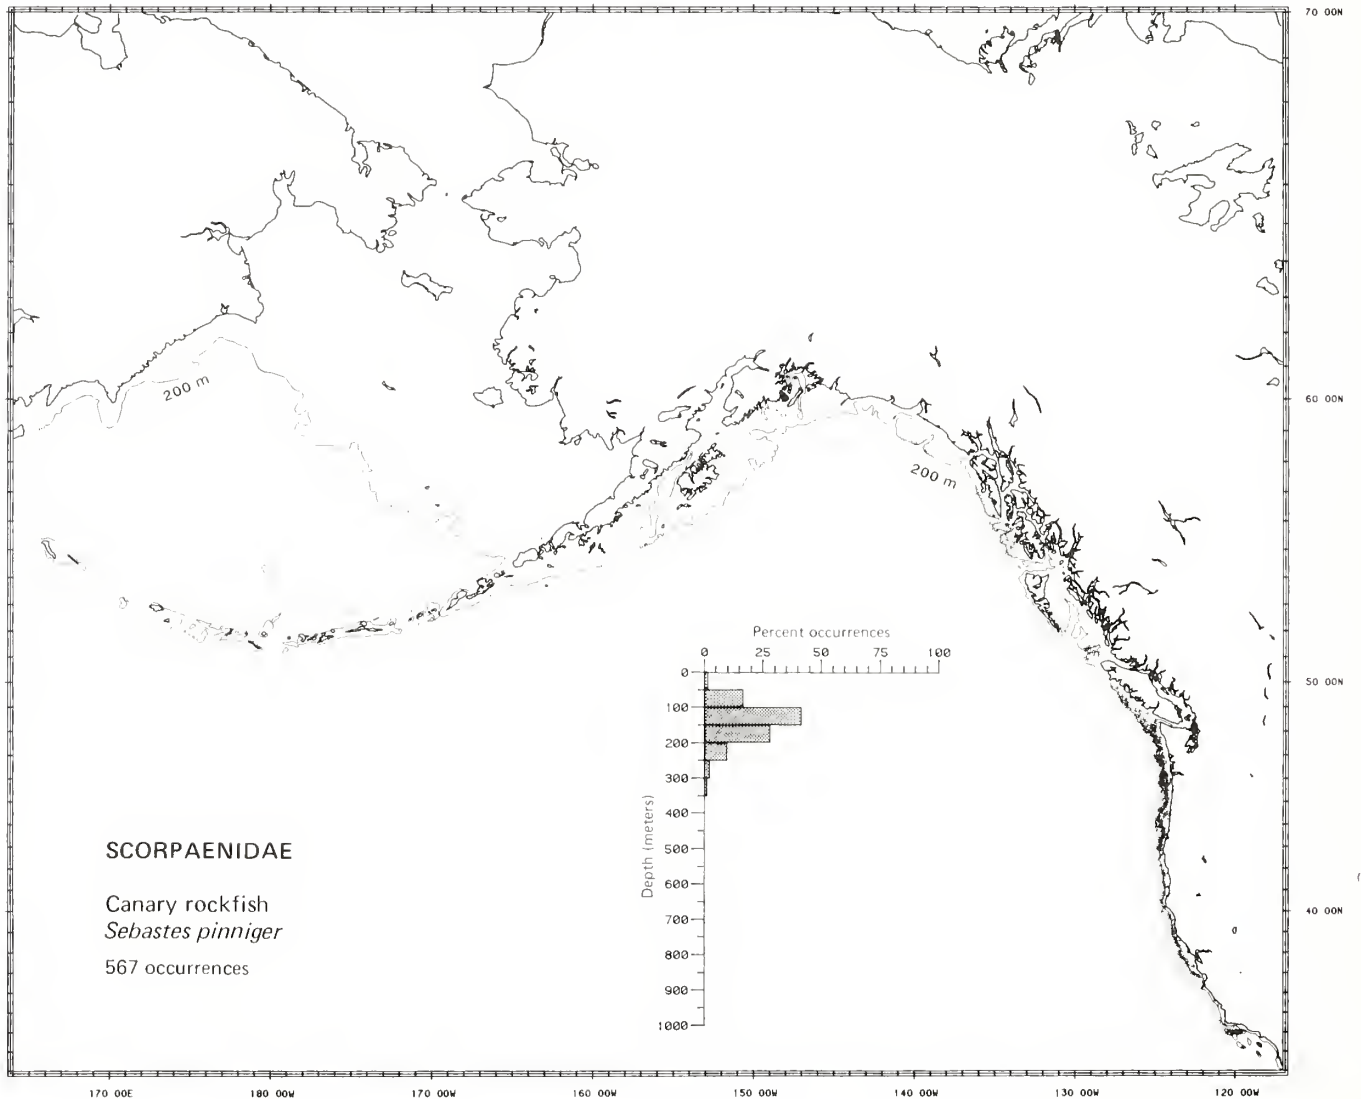 70 00N
200 m
60 00N
200 m
Percent occurrences
0 25 50 75 100
50 00N
0
100
200
300
400
500
600
700
800
900
1000
Depth (meters)
SCORPAENIDAE
Canary rockfish
Sebastes pinniger
567 occurrences
40 00N
170 00E 180 00W 170 00W 160 00W 150 00W 140 00W 130 00W 120 00W